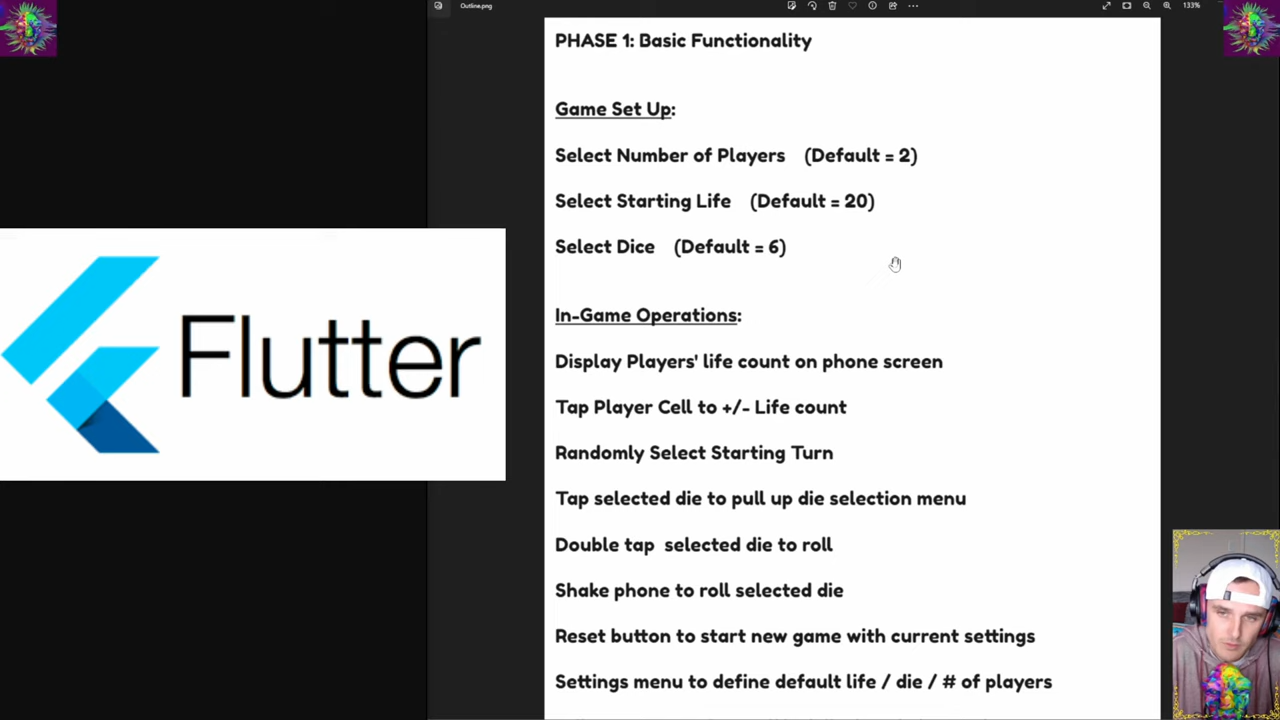 Outline.png
133%
PHASE 1: Basic Functionality
Game Set Up:
Select Number of Players (Default = 2)
Select Starting Life (Default = 20)
Select Dice (Default = 6)
In-Game Operations:
Display Players' life count on phone screen
Tap Player Cell to +/- Life count
Randomly Select Starting Turn
Tap selected die to pull up die selection menu
Double tap selected die to roll
Shake phone to roll selected die
Reset button to start new game with current settings
Settings menu to define default life / die / # of players
Flutter